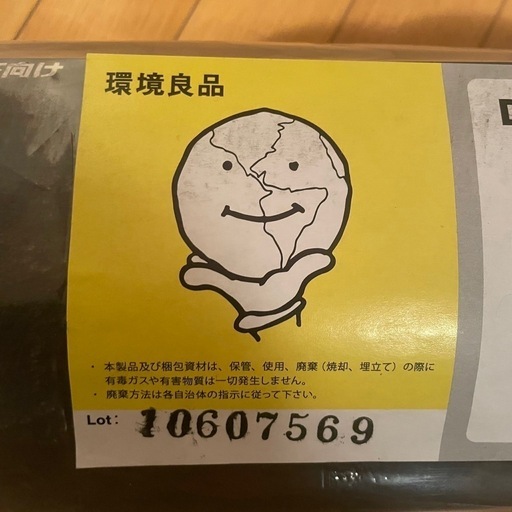 向け
環境良品
・ 本製品及び梱包資材は、保管、使用、廃棄（焼却、埋立て）の際に
有毒ガスや有害物質は一切発生しません。
・ 廃棄方法は各自治体の指示に従って下さい。
Lot: 10607569